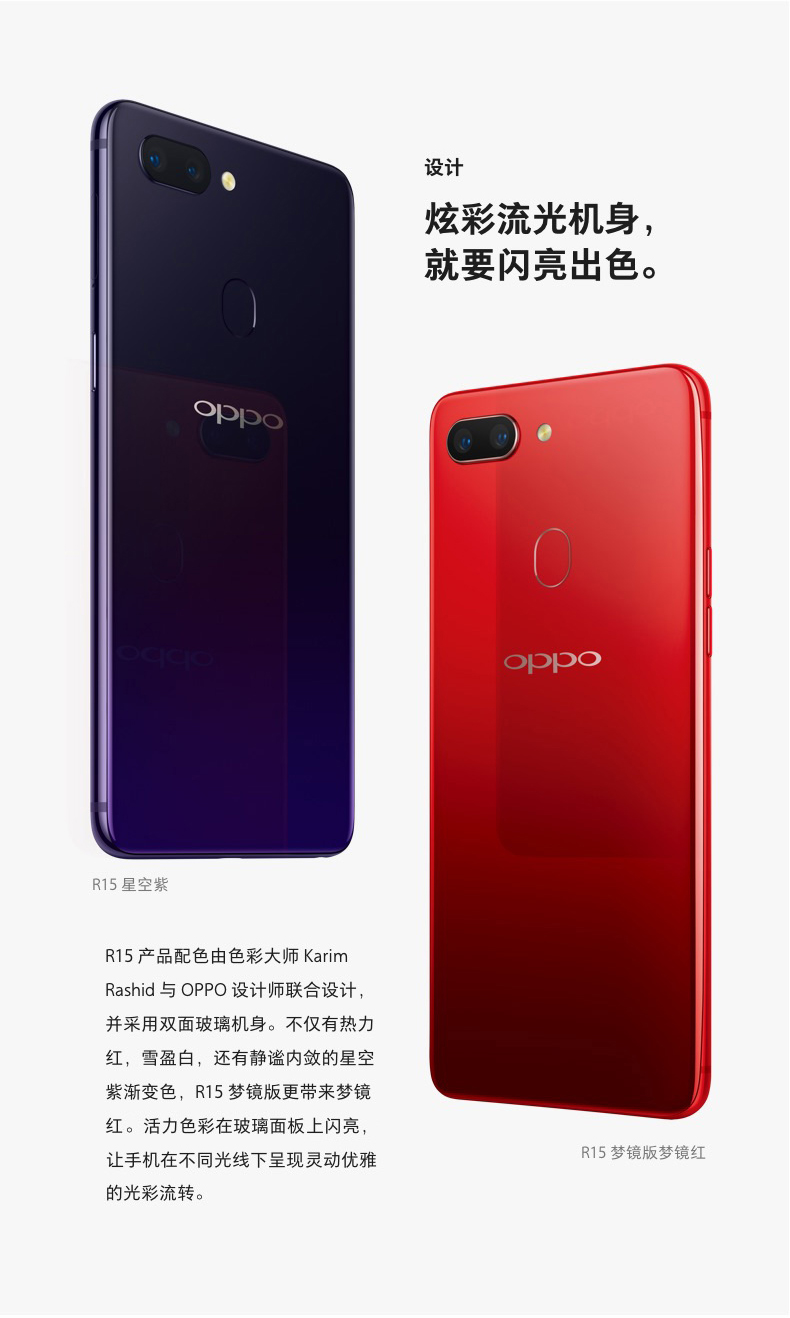 设计
炫彩流光机身，
就要闪亮出色。
oppo
oppo
R15 星空紫
R15 产品配色由色彩大师 Karim
Rashid 与 OPPO 设计师联合设计，
并采用双面玻璃机身。不仅有热力
红，雪盈白，还有静谧内敛的星空
紫渐变色，R15 梦镜版更带来梦镜
红。活力色彩在玻璃面板上闪亮，
让手机在不同光线下呈现灵动优雅
的光彩流转。
R15 梦镜版梦镜红